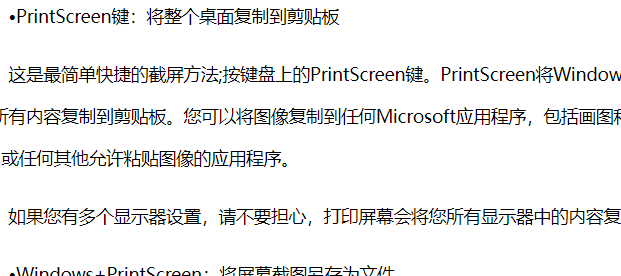 •PrintScreen键：将整个桌面复制到剪贴板
这是最简单快捷的截屏方法;按键盘上的PrintScreen键。PrintScreen将Window
所有内容复制到剪贴板。您可以将图像复制到任何Microsoft应用程序，包括画图和
或任何其他允许粘贴图像的应用程序。
如果您有多个显示器设置，请不要担心，打印屏幕会将您所有显示器中的内容复
•Windows+PrintScreen：将屏幕截图另存为文件